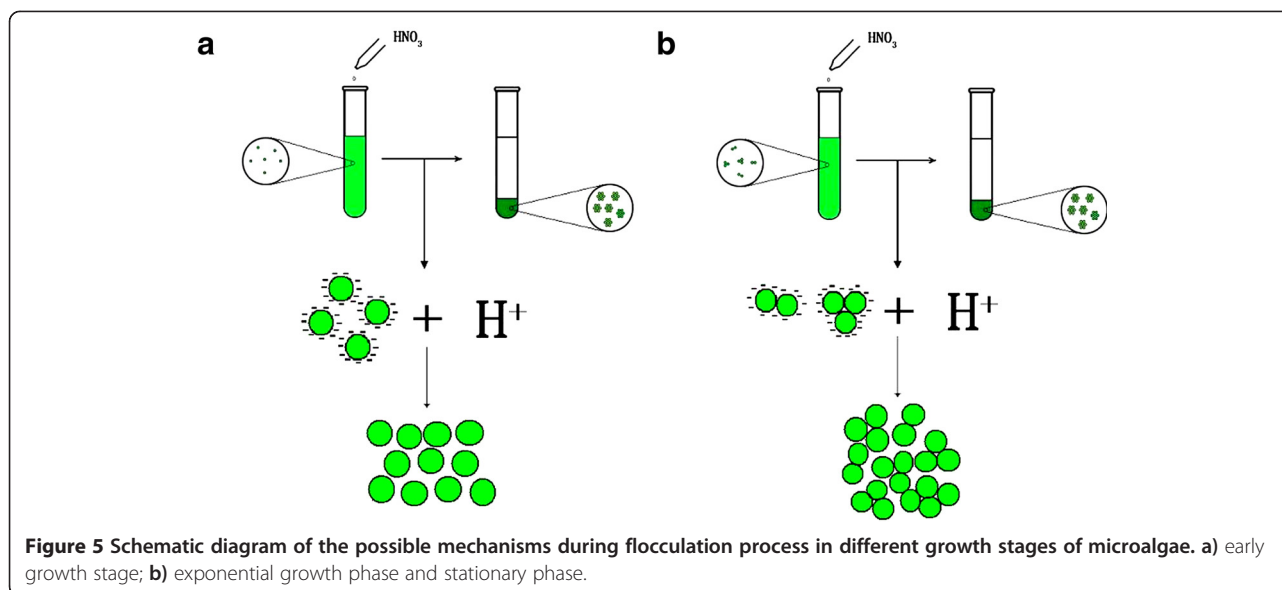 a
HNO₃
b
HNO₃
+ H⁺
+ H⁺
Figure 5 Schematic diagram of the possible mechanisms during flocculation process in different growth stages of microalgae. a) early
growth stage; b) exponential growth phase and stationary phase.